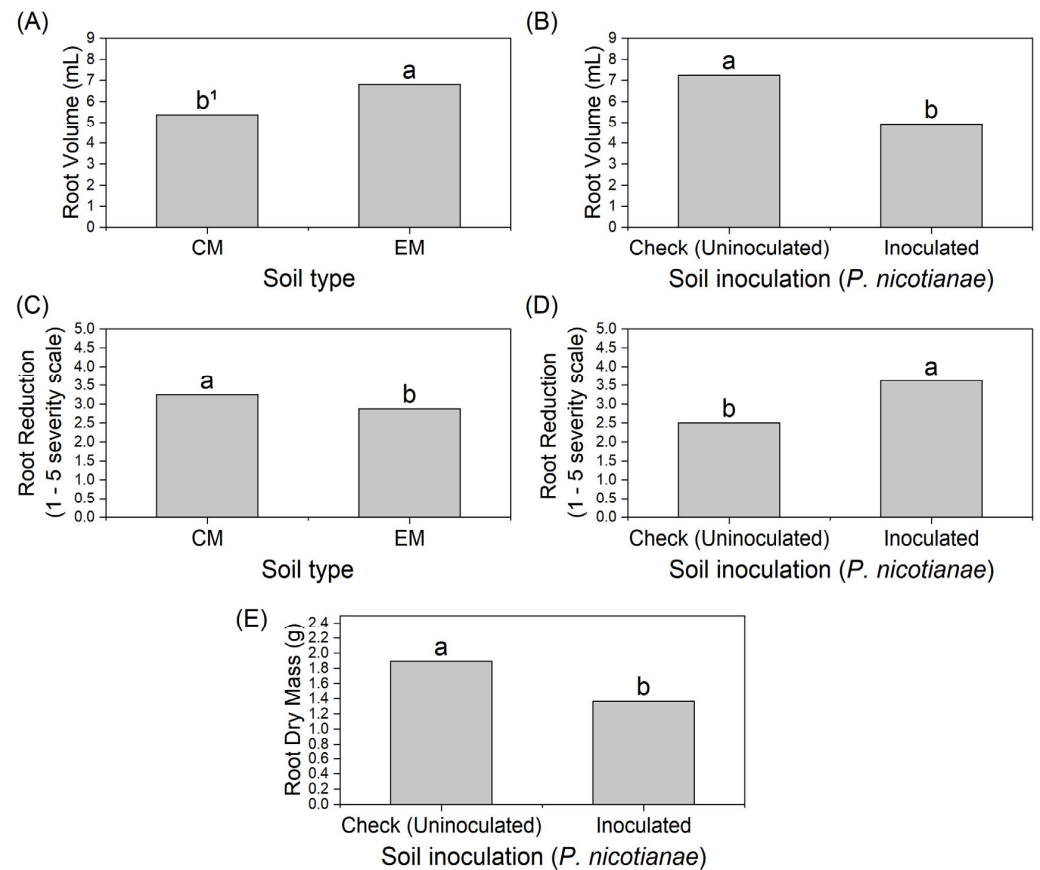 (A)
Root Volume (mL)
9
8
7
6
5
4
3
2
1
0
b¹
a
CM
EM
Soil type
(B)
Root Volume (mL)
9
8
7
6
5
4
3
2
1
0
a
b
Check (Uninoculated)
Inoculated
Soil inoculation (P. nicotianae)
(C)
Root Reduction
(1 - 5 severity scale)
5.0
4.5
4.0
3.5
3.0
2.5
2.0
1.5
1.0
0.5
0.0
a
b
CM
EM
Soil type
(D)
Root Reduction
(1 - 5 severity scale)
5.0
4.5
4.0
3.5
3.0
2.5
2.0
1.5
1.0
0.5
0.0
b
a
Check (Uninoculated)
Inoculated
Soil inoculation (P. nicotianae)
(E)
Root Dry Mass (g)
2.4
2.2
2.0
1.8
1.6
1.4
1.2
1.0
0.8
0.6
0.4
0.2
0.0
a
b
Check (Uninoculated)
Inoculated
Soil inoculation (P. nicotianae)